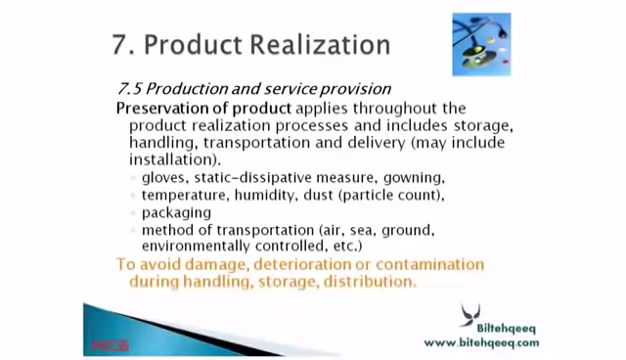 7. Product Realization
7.5 Production and service provision
Preservation of product applies throughout the
product realization processes and includes storage,
handling, transportation and delivery (may include
installation).
gloves, static-dissipative measure, gowning,
temperature, humidity, dust (particle count),
packaging
method of transportation (air, sea, ground,
environmentally controlled, etc.)
To avoid damage, deterioration or contamination
during handling, storage, distribution.
PECB
Biltehqeeq
www.bitehqeeq.com